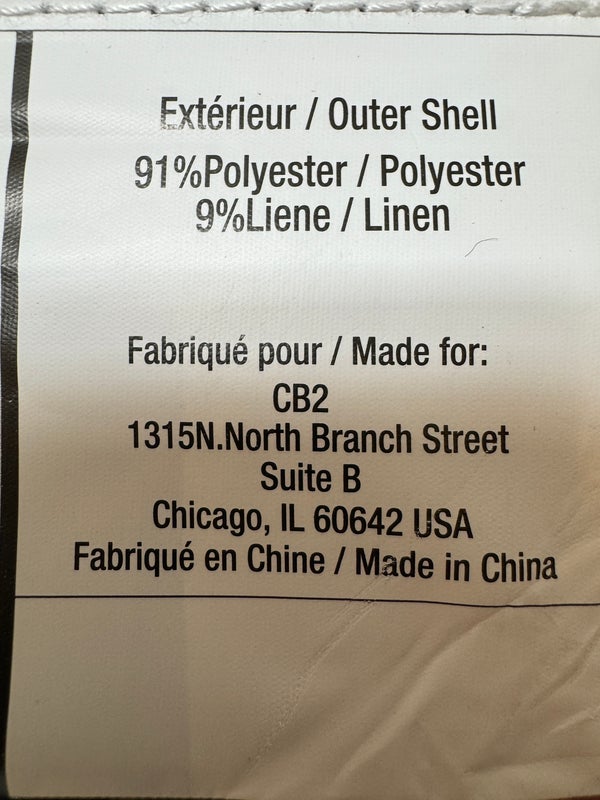 Extérieur / Outer Shell
91%Polyester / Polyester
9%Liene / Linen
Fabriqué pour / Made for:
CB2
1315N.North Branch Street
Suite B
Chicago, IL 60642 USA
Fabriqué en Chine / Made in China